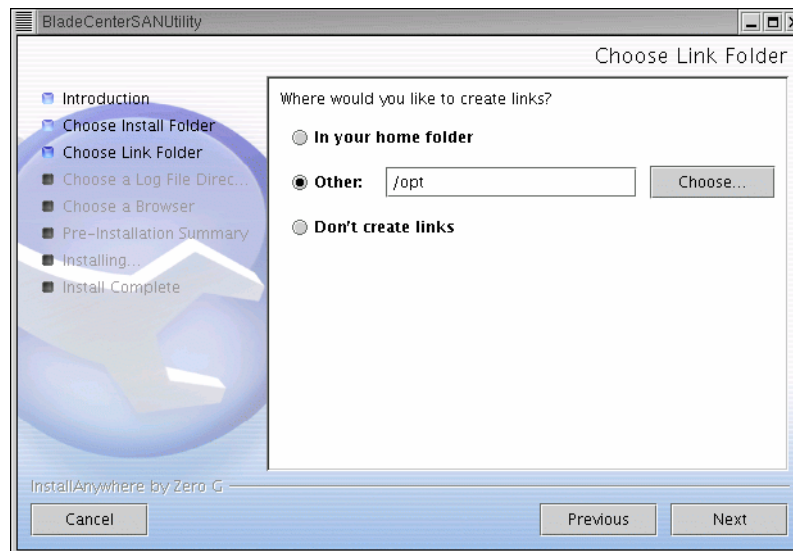 BladeCenterSANUtility
Choose Link Folder
Introduction
Choose Install Folder
Choose Link Folder
Choose a Log File Direc...
Choose a Browser
Pre-Installation Summary
Installing...
Install Complete
Where would you like to create links?
In your home folder
Other: /opt Choose...
Don't create links
InstallAnywhere by Zero G
Cancel Previous Next